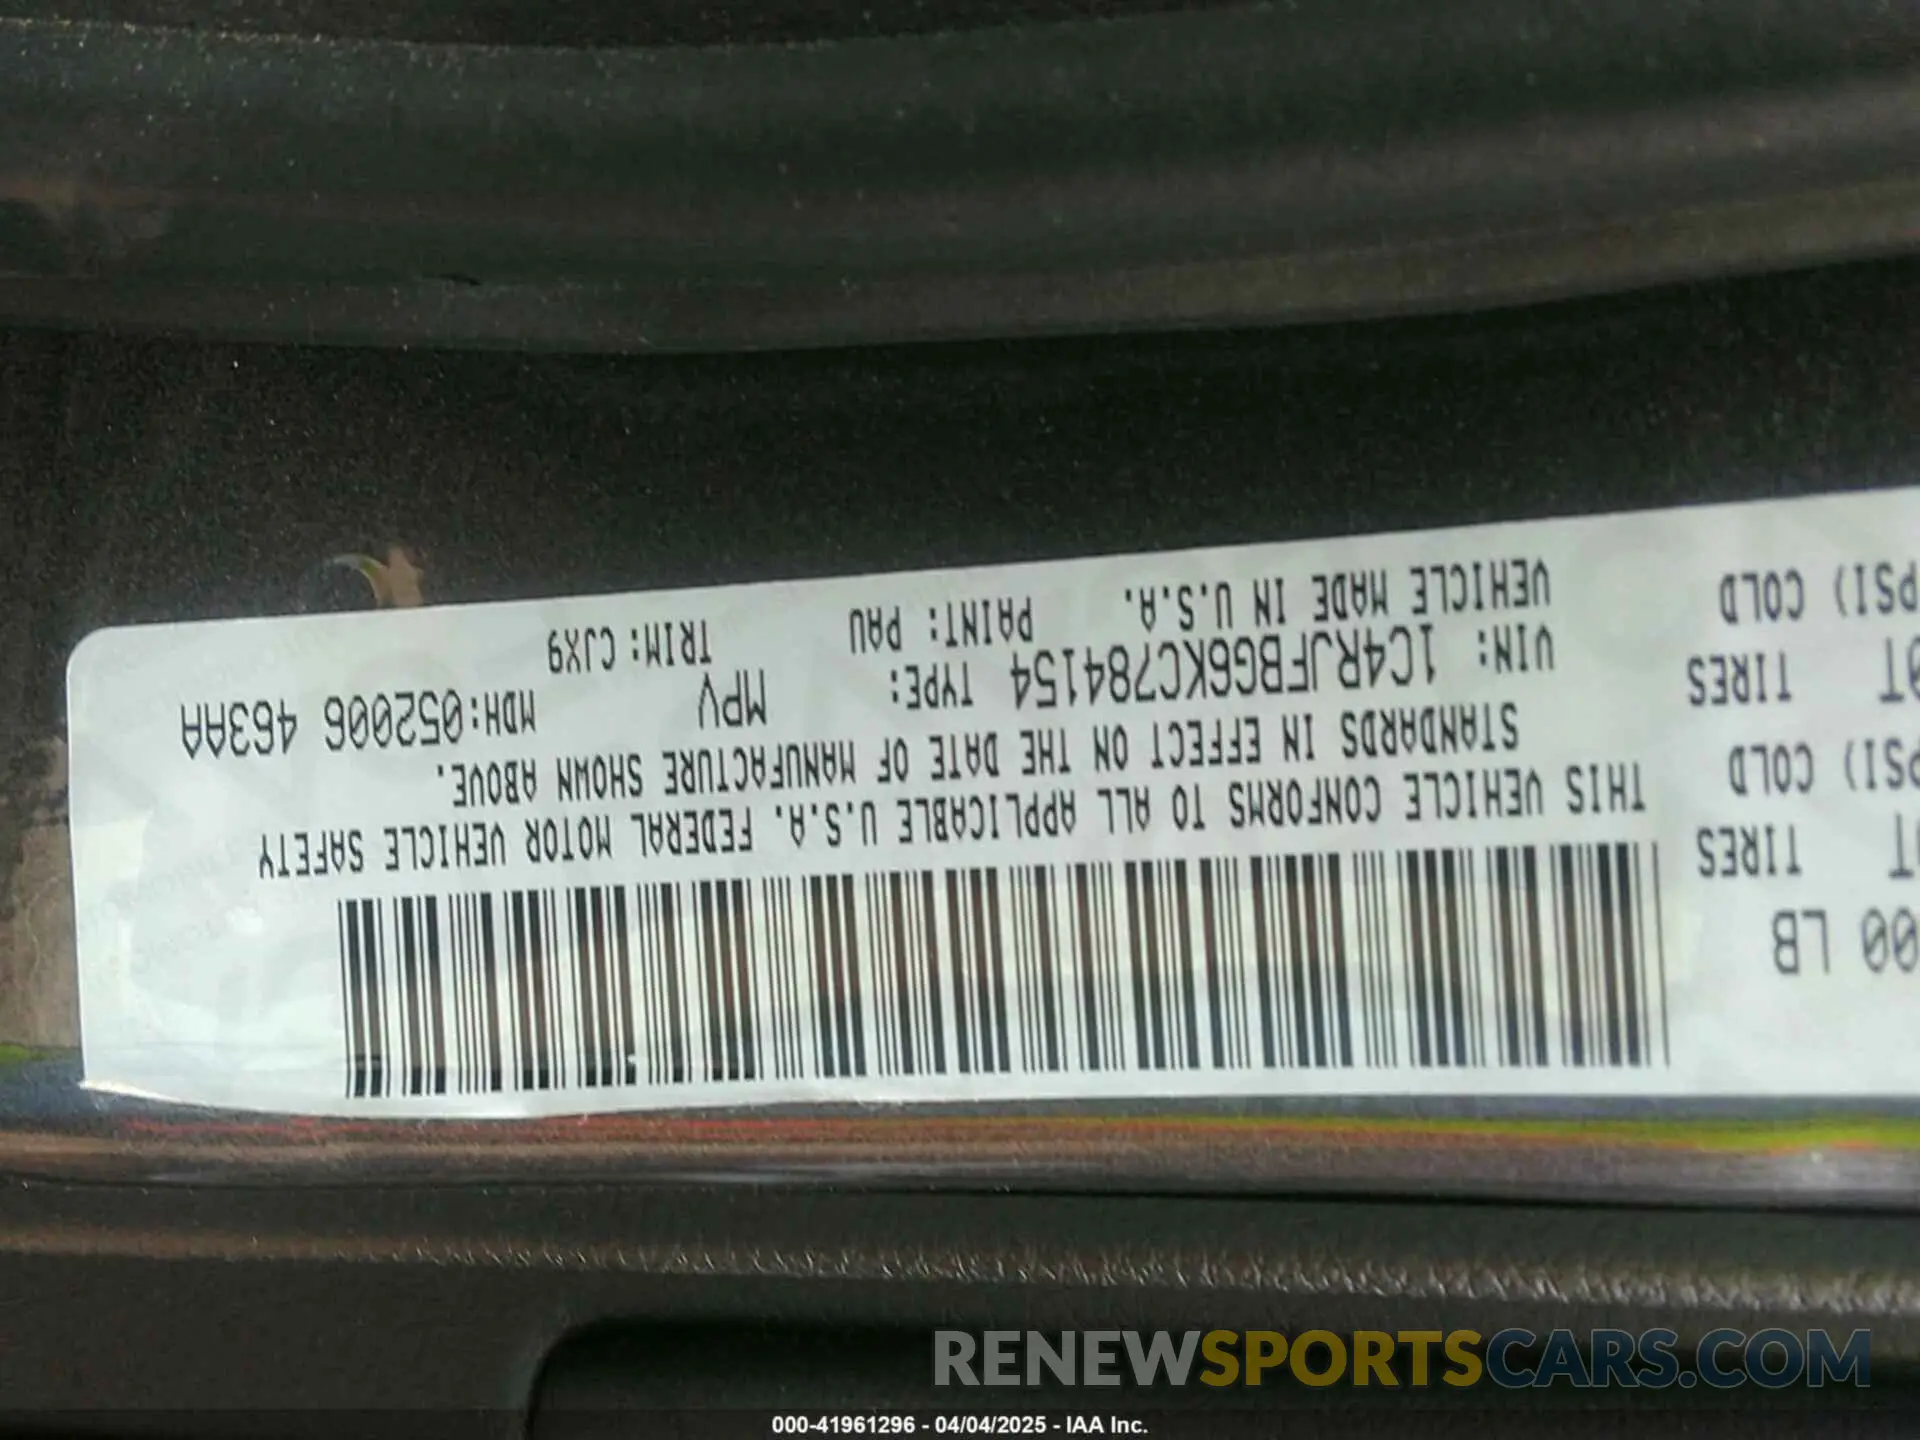 THIS VEHICLE CONFORMS TO ALL APPLICABLE U.S.A. FEDERAL MOTOR VEHICLE SAFETY
STANDARDS IN EFFECT ON THE DATE OF MANUFACTURE SHOWN ABOVE.
VIN: 1C4RJFBG6KC784154 TYPE: MPV MDH:052006 463AA
VEHICLE MADE IN U.S.A. PAINT: PAU TRIM: CJX9
00 LB
T TIRES
PSI) COLD
0T TIRES
PSI) COLD
RENEWSPORTSCARS.COM
000-41961296 - 04/04/2025 - IAA Inc.